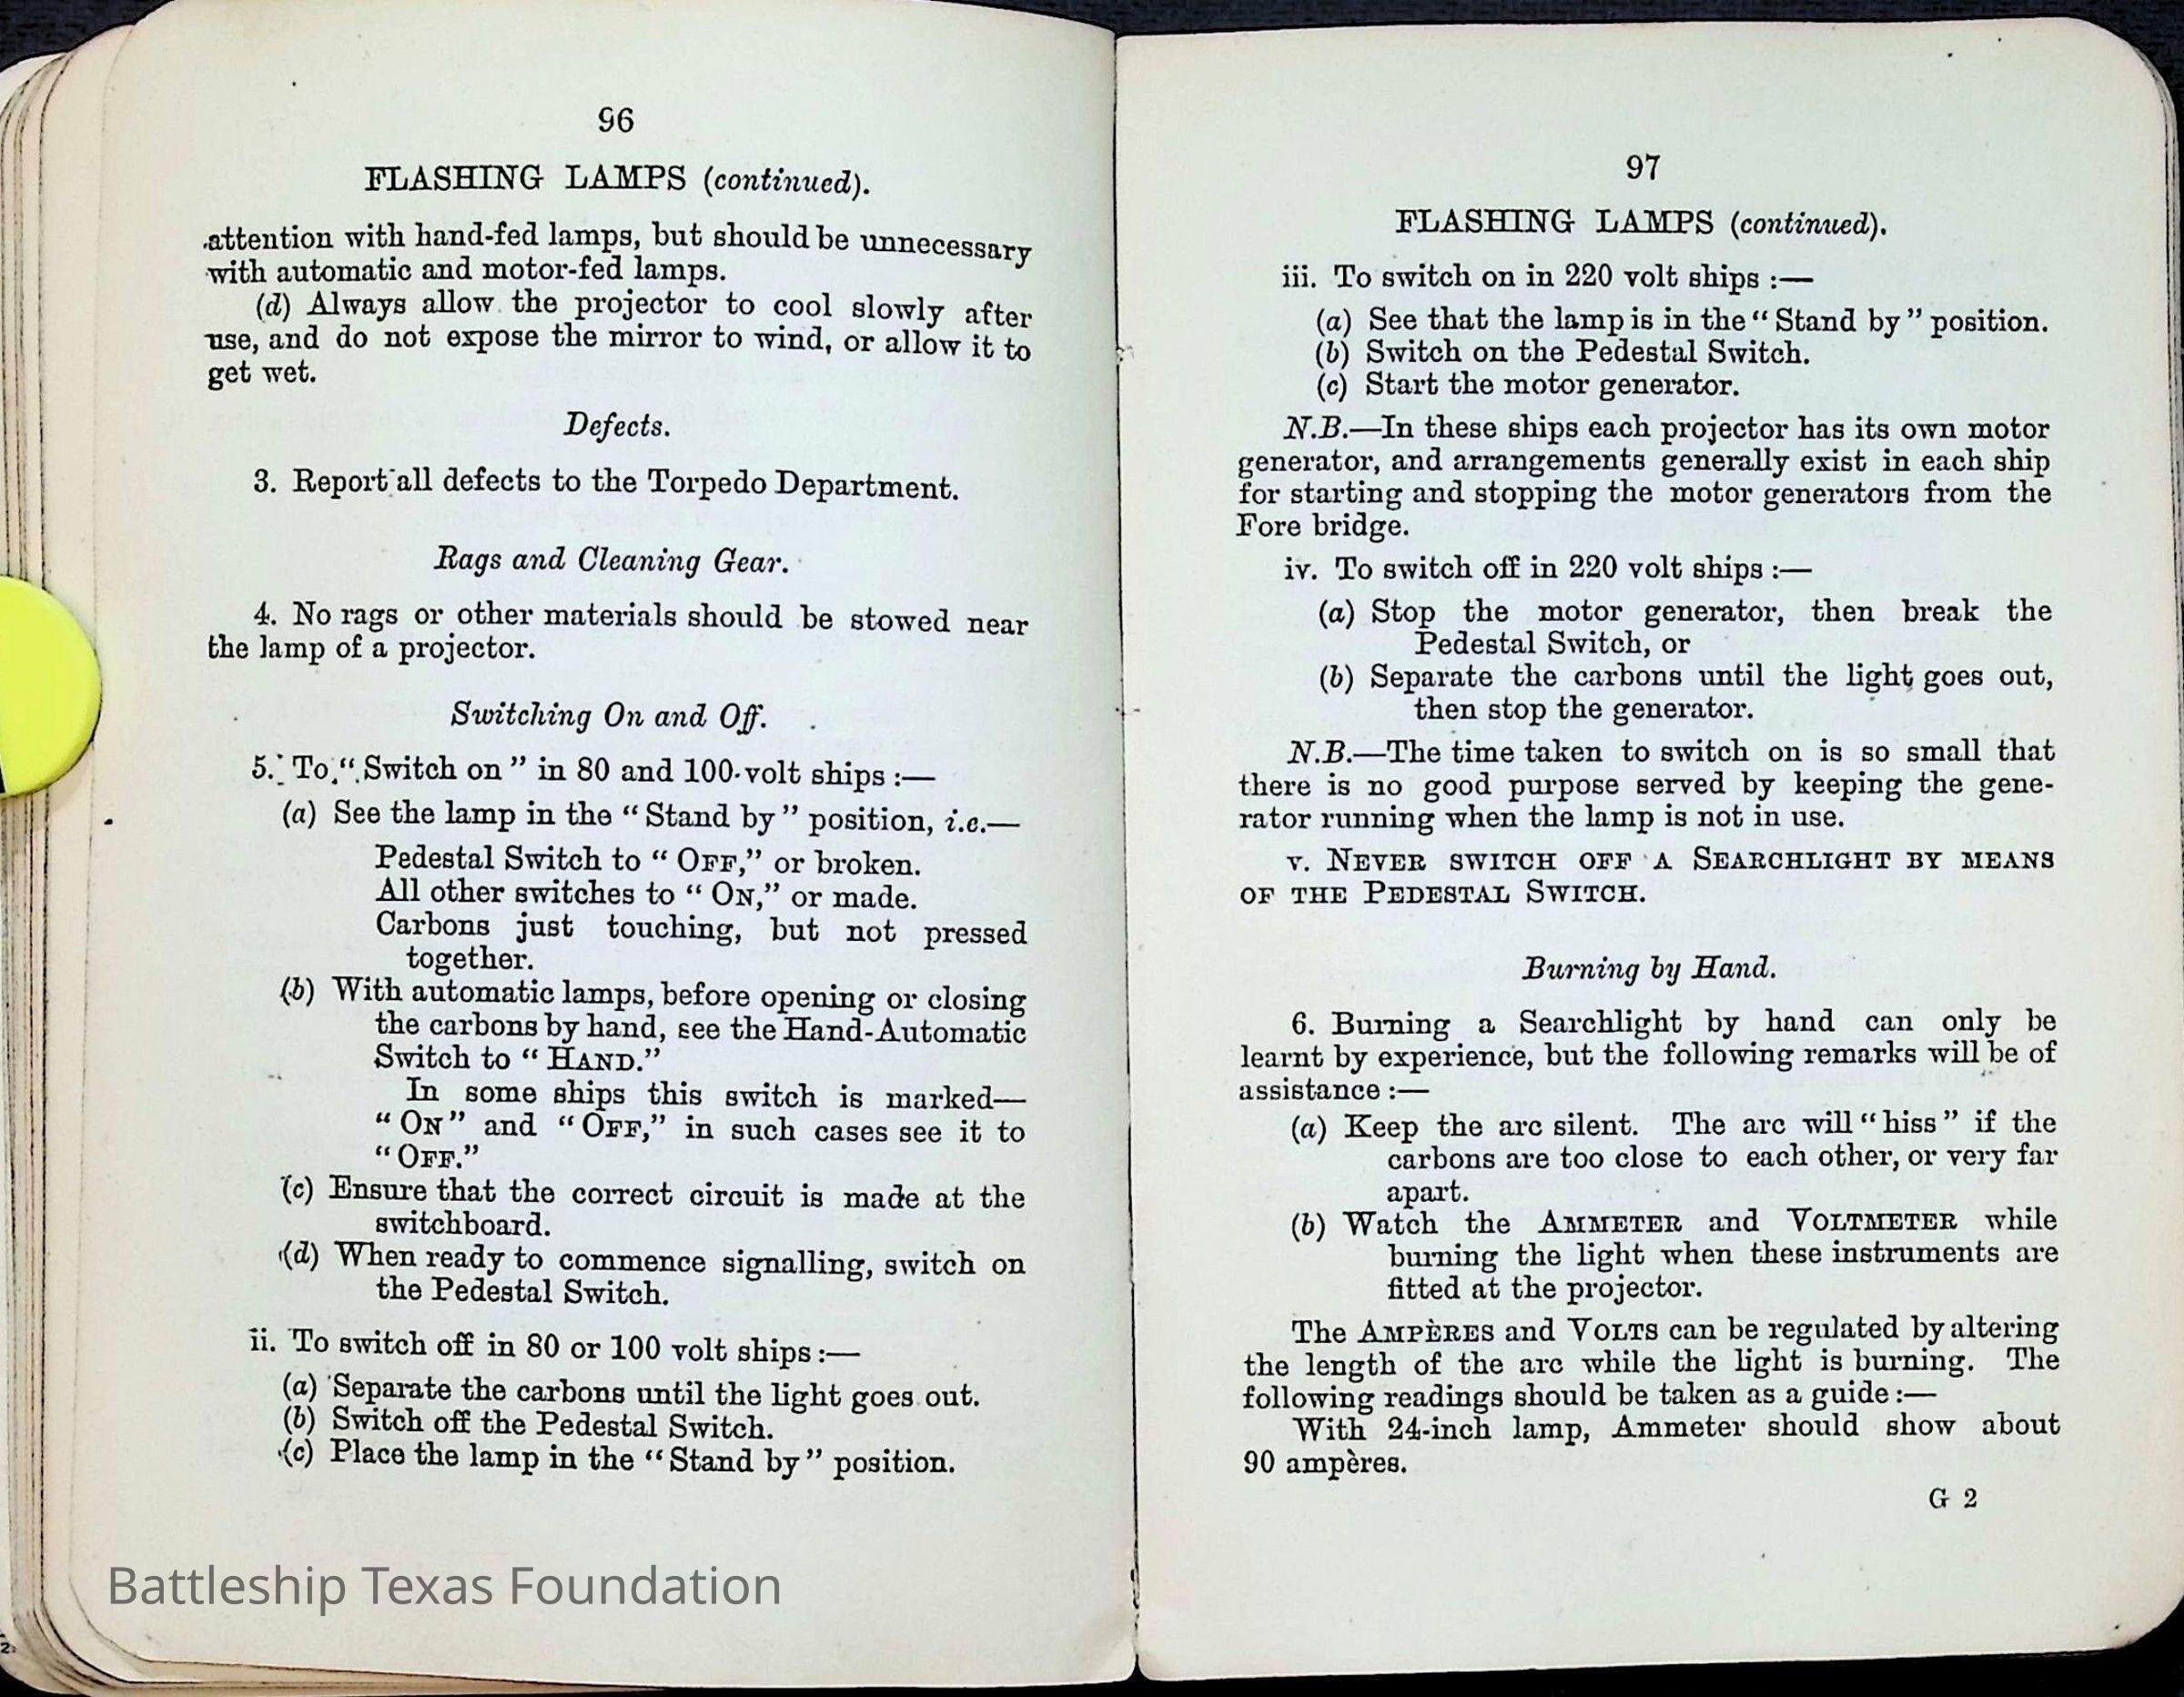 96
FLASHING LAMPS (continued).
attention with hand-fed lamps, but should be unnecessary
with automatic and motor-fed lamps.
(d) Always allow the projector to cool slowly after
use, and do not expose the mirror to wind, or allow it to
get wet.
Defects.
3. Report all defects to the Torpedo Department.
Rags and Cleaning Gear.
4. No rags or other materials should be stowed near
the lamp of a projector.
Switching On and Off.
5. To “Switch on” in 80 and 100-volt ships :—
(a) See the lamp in the “Stand by” position, i.e.—
Pedestal Switch to “OFF,” or broken.
All other switches to “ON,” or made.
Carbons just touching, but not pressed
together.
(b) With automatic lamps, before opening or closing
the carbons by hand, see the Hand-Automatic
Switch to “HAND.”
In some ships this switch is marked—
“ON” and “OFF,” in such cases see it to
“OFF.”
(c) Ensure that the correct circuit is made at the
switchboard.
(d) When ready to commence signalling, switch on
the Pedestal Switch.
ii. To switch off in 80 or 100 volt ships :—
(a) Separate the carbons until the light goes out.
(b) Switch off the Pedestal Switch.
(c) Place the lamp in the “Stand by” position.
Battleship Texas Foundation
97
FLASHING LAMPS (continued).
iii. To switch on in 220 volt ships :—
(a) See that the lamp is in the “Stand by” position.
(b) Switch on the Pedestal Switch.
(c) Start the motor generator.
N.B.—In these ships each projector has its own motor
generator, and arrangements generally exist in each ship
for starting and stopping the motor generators from the
Fore bridge.
iv. To switch off in 220 volt ships :—
(a) Stop the motor generator, then break the
Pedestal Switch, or
(b) Separate the carbons until the light goes out,
then stop the generator.
N.B.—The time taken to switch on is so small that
there is no good purpose served by keeping the gene-
rator running when the lamp is not in use.
v. NEVER SWITCH OFF A SEARCHLIGHT BY MEANS
OF THE PEDESTAL SWITCH.
Burning by Hand.
6. Burning a Searchlight by hand can only be
learnt by experience, but the following remarks will be of
assistance :—
(a) Keep the arc silent. The arc will “hiss” if the
carbons are too close to each other, or very far
apart.
(b) Watch the AMMETER and VOLTMETER while
burning the light when these instruments are
fitted at the projector.
The AMPÈRES and VOLTS can be regulated by altering
the length of the arc while the light is burning. The
following readings should be taken as a guide :—
With 24-inch lamp, Ammeter should show about
90 ampères.
G 2